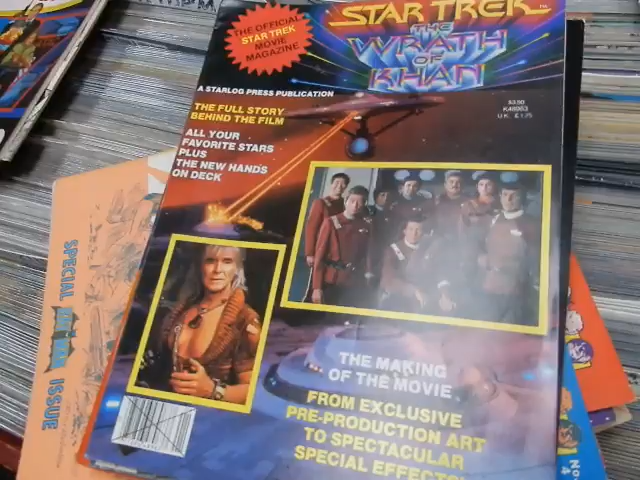 THE OFFICIAL
STAR TREK
MOVIE
MAGAZINE
STAR TREK
THE
WRATH
OF
KHAN
A STARLOG PRESS PUBLICATION
THE FULL STORY
BEHIND THE FILM
ALL YOUR
FAVORITE STARS
PLUS
THE NEW HANDS
ON DECK
$3.50
K48903
U.K. £1.75
THE MAKING
OF THE MOVIE
FROM EXCLUSIVE
PRE-PRODUCTION ART
TO SPECTACULAR
SPECIAL EFFECTS
SPECIAL
ISSUE